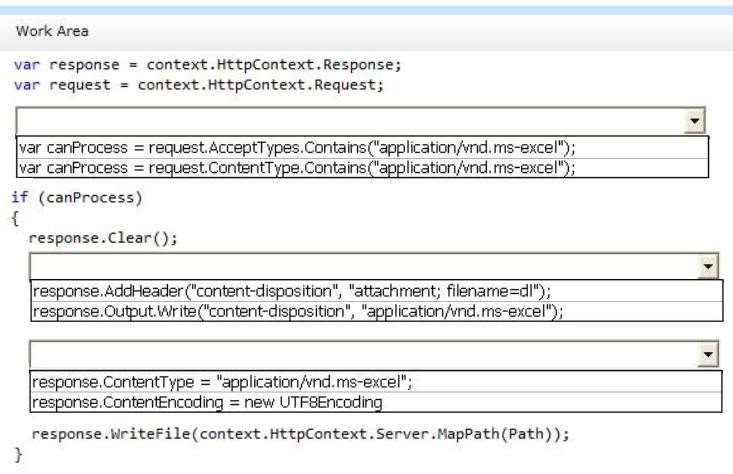 Work Area
var response = context.HttpContext.Response;
var request = context.HttpContext.Request;
var canProcess = request.AcceptTypes.Contains("application/vnd.ms-excel");
var canProcess = request.ContentType.Contains("application/vnd.ms-excel");
if (canProcess)
{
response.Clear();
response.AddHeader("content-disposition", "attachment; filename=dl");
response.Output.Write("content-disposition", "application/vnd.ms-excel");
response.ContentType = "application/vnd.ms-excel";
response.ContentEncoding = new UTF8Encoding
response.WriteFile(context.HttpContext.Server.MapPath(Path));
}